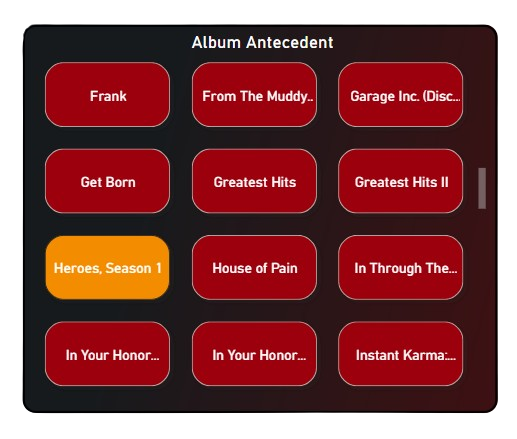 Album Antecedent
Frank
From The Muddy..
Garage Inc. (Disc...
Get Born
Greatest Hits
Greatest Hits II
Heroes, Season 1
House of Pain
In Through The...
In Your Honor...
In Your Honor...
Instant Karma:...